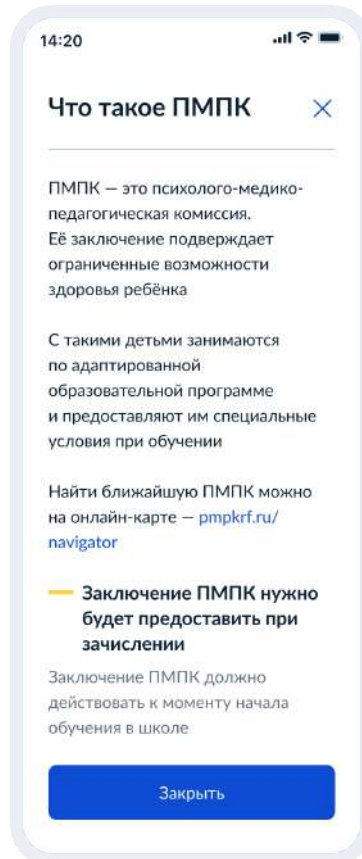 14:20
Что такое ПМПК
ПМПК — это психолого-медико-
педагогическая комиссия.
Её заключение подтверждает
ограниченные возможности
здоровья ребёнка
С такими детьми занимаются
по адаптированной
образовательной программе
и предоставляют им специальные
условия при обучении
Найти ближайшую ПМПК можно
на онлайн-карте — pmpkrf.ru/
navigator
Заключение ПМПК нужно
будет предоставить при
зачислении
Заключение ПМПК должно
действовать к моменту начала
обучения в школе
Закрыть